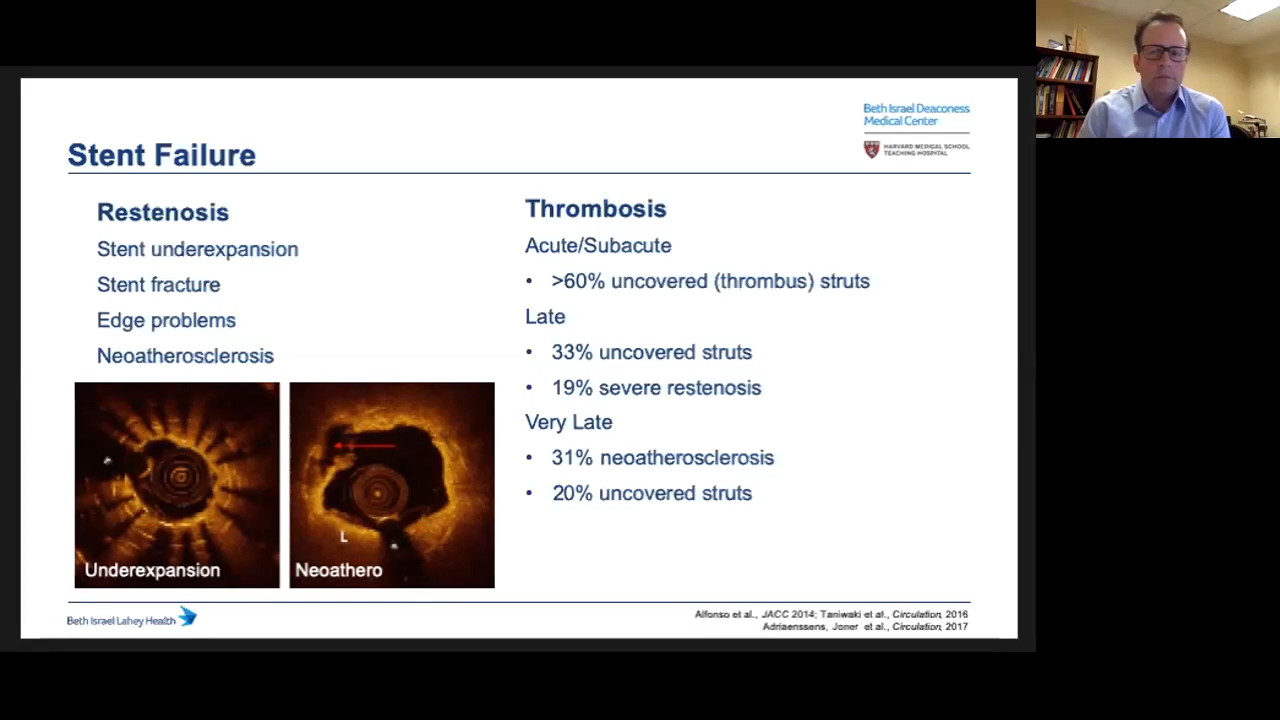 Beth Israel Deaconess
Medical Center
HARVARD MEDICAL SCHOOL
TEACHING HOSPITAL
Stent Failure
Restenosis
Stent underexpansion
Stent fracture
Edge problems
Neoatherosclerosis
Underexpansion
L
Neoathero
Thrombosis
Acute/Subacute
• >60% uncovered (thrombus) struts
Late
• 33% uncovered struts
• 19% severe restenosis
Very Late
• 31% neoatherosclerosis
• 20% uncovered struts
Beth Israel Lahey Health
Alfonso et al., JACC 2014; Taniwaki et at., Circulation, 2016
Adriaenssens, Joner et al., Circulation, 2017